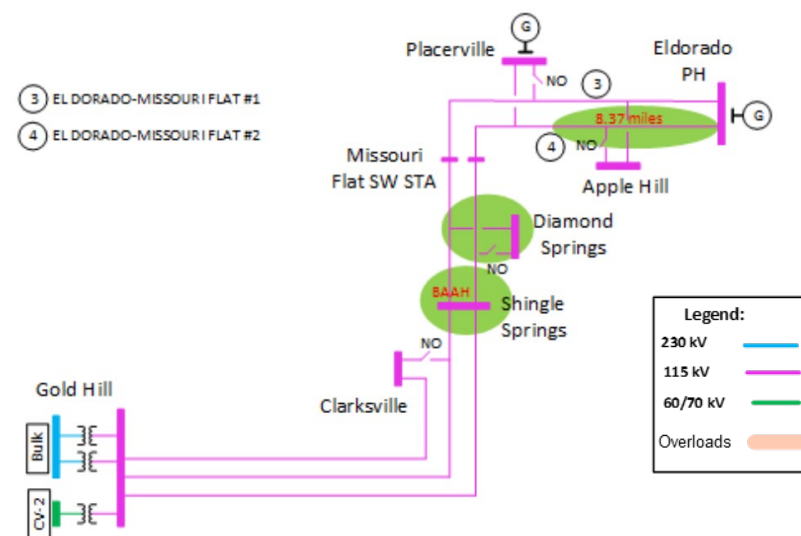 G
Placerville
Eldorado
PH
NO
3
3 EL DORADO-MISSOURI FLAT #1
8.37 miles
G
4 EL DORADO-MISSOURI FLAT #2
4
NO
Missouri
Flat SW STA
Apple Hill
Diamond
Springs
NO
BAAH
Shingle
Springs
Legend:
230 kV
115 kV
60/70 kV
Overloads
NO
Gold Hill
Clarksville
Bulk
CV-2